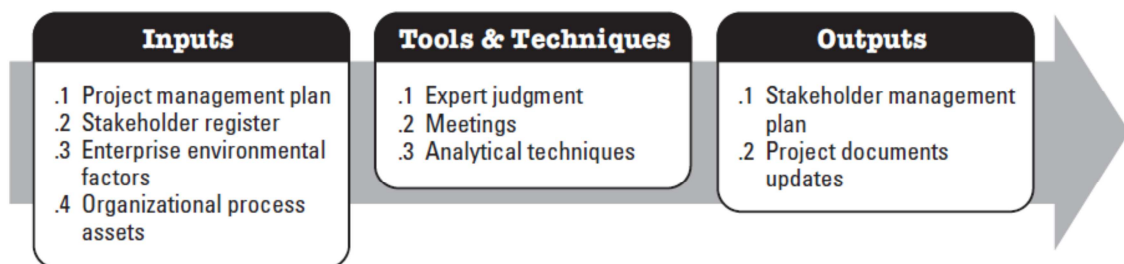 Inputs
.1 Project management plan
.2 Stakeholder register
.3 Enterprise environmental
factors
.4 Organizational process
assets
Tools & Techniques
.1 Expert judgment
.2 Meetings
.3 Analytical techniques
Outputs
.1 Stakeholder management
plan
.2 Project documents
updates